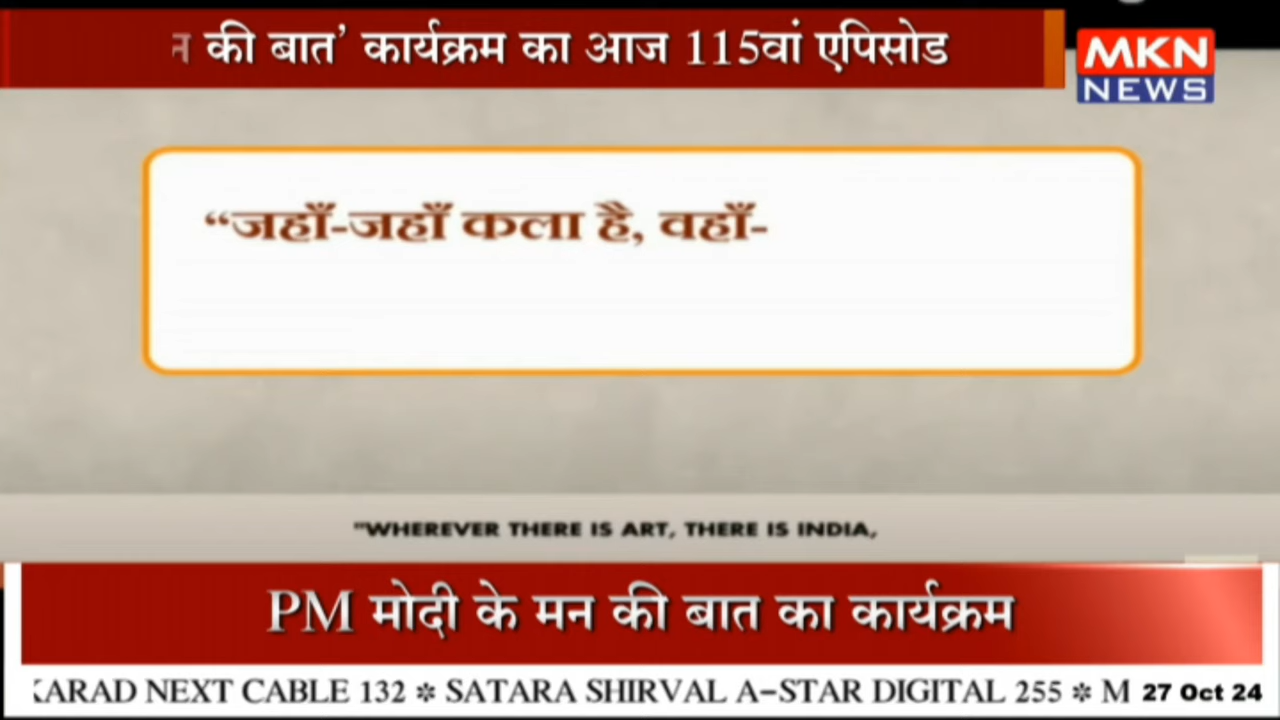 की बात’ कार्यक्रम का आज 115वां एपिसोड
MKN
NEWS
“जहाँ-जहाँ कला है, वहाँ-
"WHEREVER THERE IS ART, THERE IS INDIA,
PM मोदी के मन की बात का कार्यक्रम
KARAD NEXT CABLE 132 ✲ SATARA SHIRVAL A-STAR DIGITAL 255 ✲ M 27 Oct 24